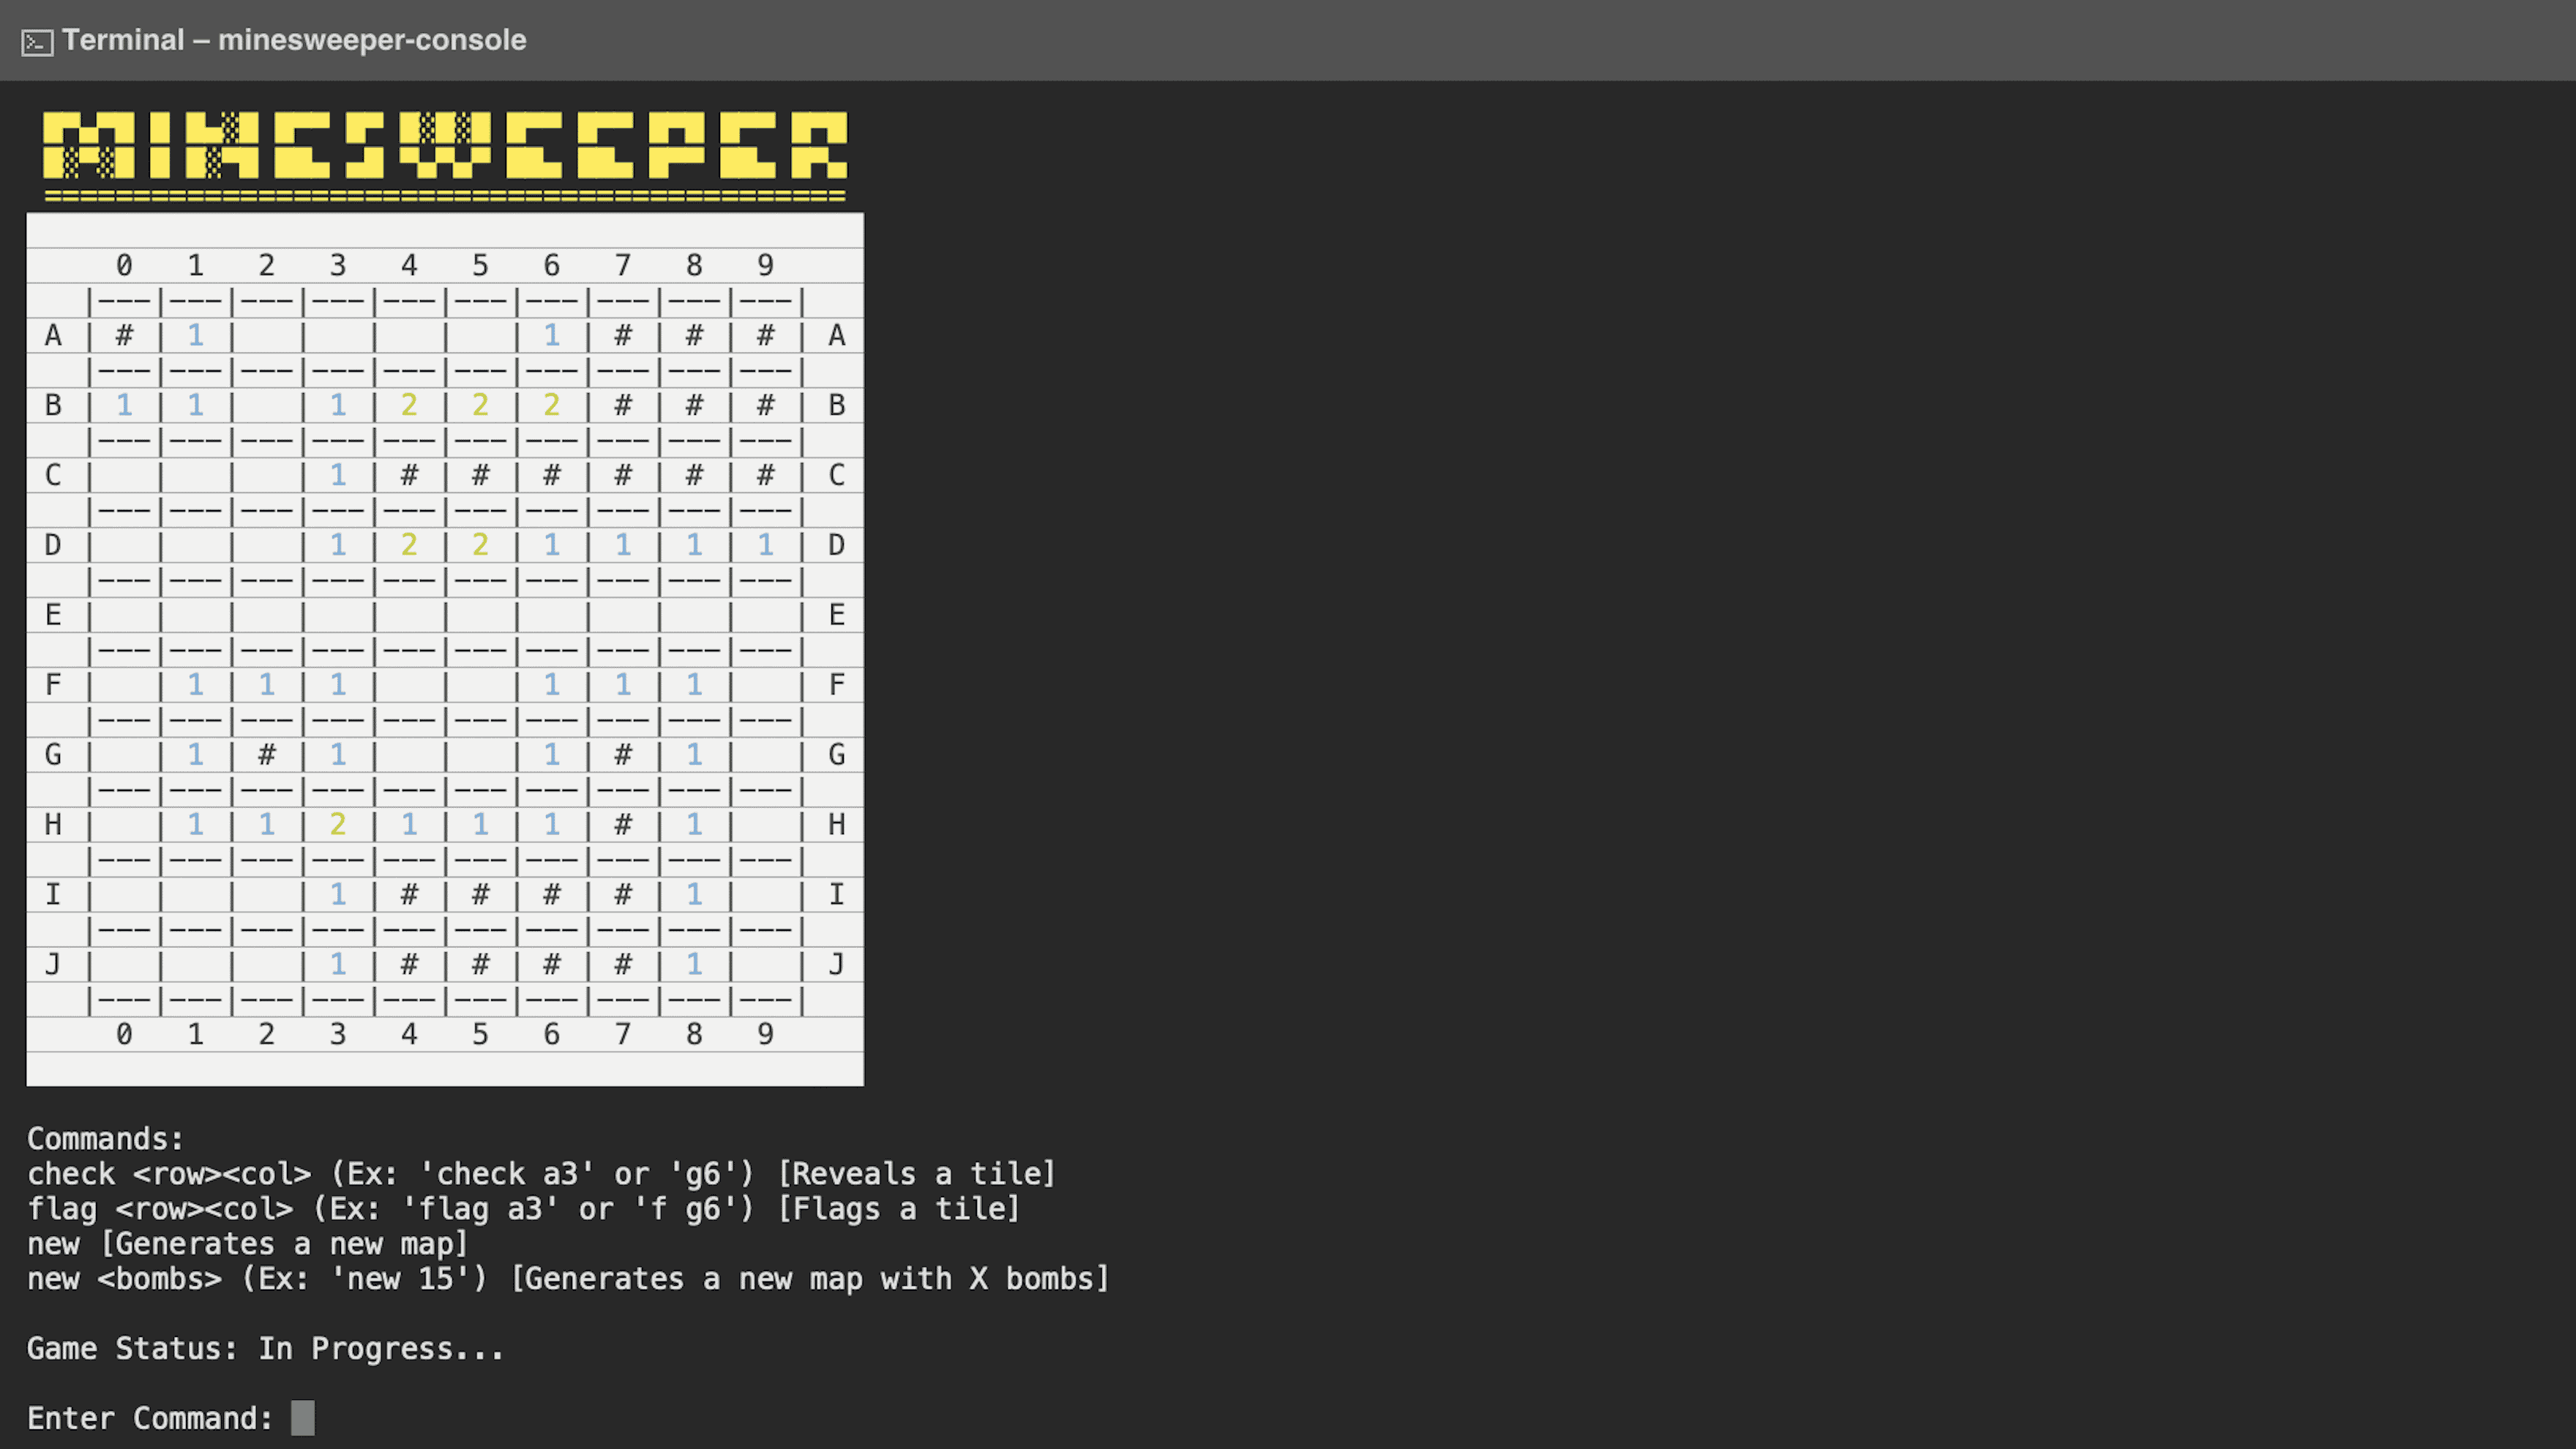 Terminal – minesweeper-console
MINESWEEPER
=============================================
0 1 2 3 4 5 6 7 8 9
|---|---|---|---|---|---|---|---|---|---|
A | # | 1 |   |   |   |   | 1 | # | # | # | A
|---|---|---|---|---|---|---|---|---|---|
B | 1 | 1 |   | 1 | 2 | 2 | 2 | # | # | # | B
|---|---|---|---|---|---|---|---|---|---|
C |   |   |   | 1 | # | # | # | # | # | # | C
|---|---|---|---|---|---|---|---|---|---|
D |   |   |   | 1 | 2 | 2 | 1 | 1 | 1 | 1 | D
|---|---|---|---|---|---|---|---|---|---|
E |   |   |   |   |   |   |   |   |   |   | E
|---|---|---|---|---|---|---|---|---|---|
F |   | 1 | 1 | 1 |   |   | 1 | 1 | 1 |   | F
|---|---|---|---|---|---|---|---|---|---|
G |   | 1 | # | 1 |   |   | 1 | # | 1 |   | G
|---|---|---|---|---|---|---|---|---|---|
H |   | 1 | 1 | 2 | 1 | 1 | 1 | # | 1 |   | H
|---|---|---|---|---|---|---|---|---|---|
I |   |   |   | 1 | # | # | # | # | 1 |   | I
|---|---|---|---|---|---|---|---|---|---|
J |   |   |   | 1 | # | # | # | # | 1 |   | J
|---|---|---|---|---|---|---|---|---|---|
0 1 2 3 4 5 6 7 8 9
Commands:
check <row><col> (Ex: 'check a3' or 'g6') [Reveals a tile]
flag <row><col> (Ex: 'flag a3' or 'f g6') [Flags a tile]
new [Generates a new map]
new <bombs> (Ex: 'new 15') [Generates a new map with X bombs]
Game Status: In Progress...
Enter Command: